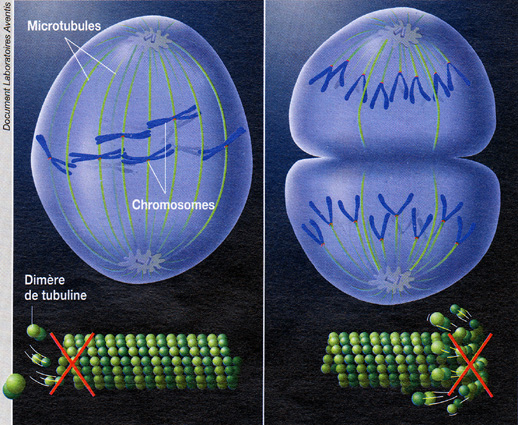 Document Laboratoires Aventis
Microtubules
Chromosomes
Dimère
de tubuline